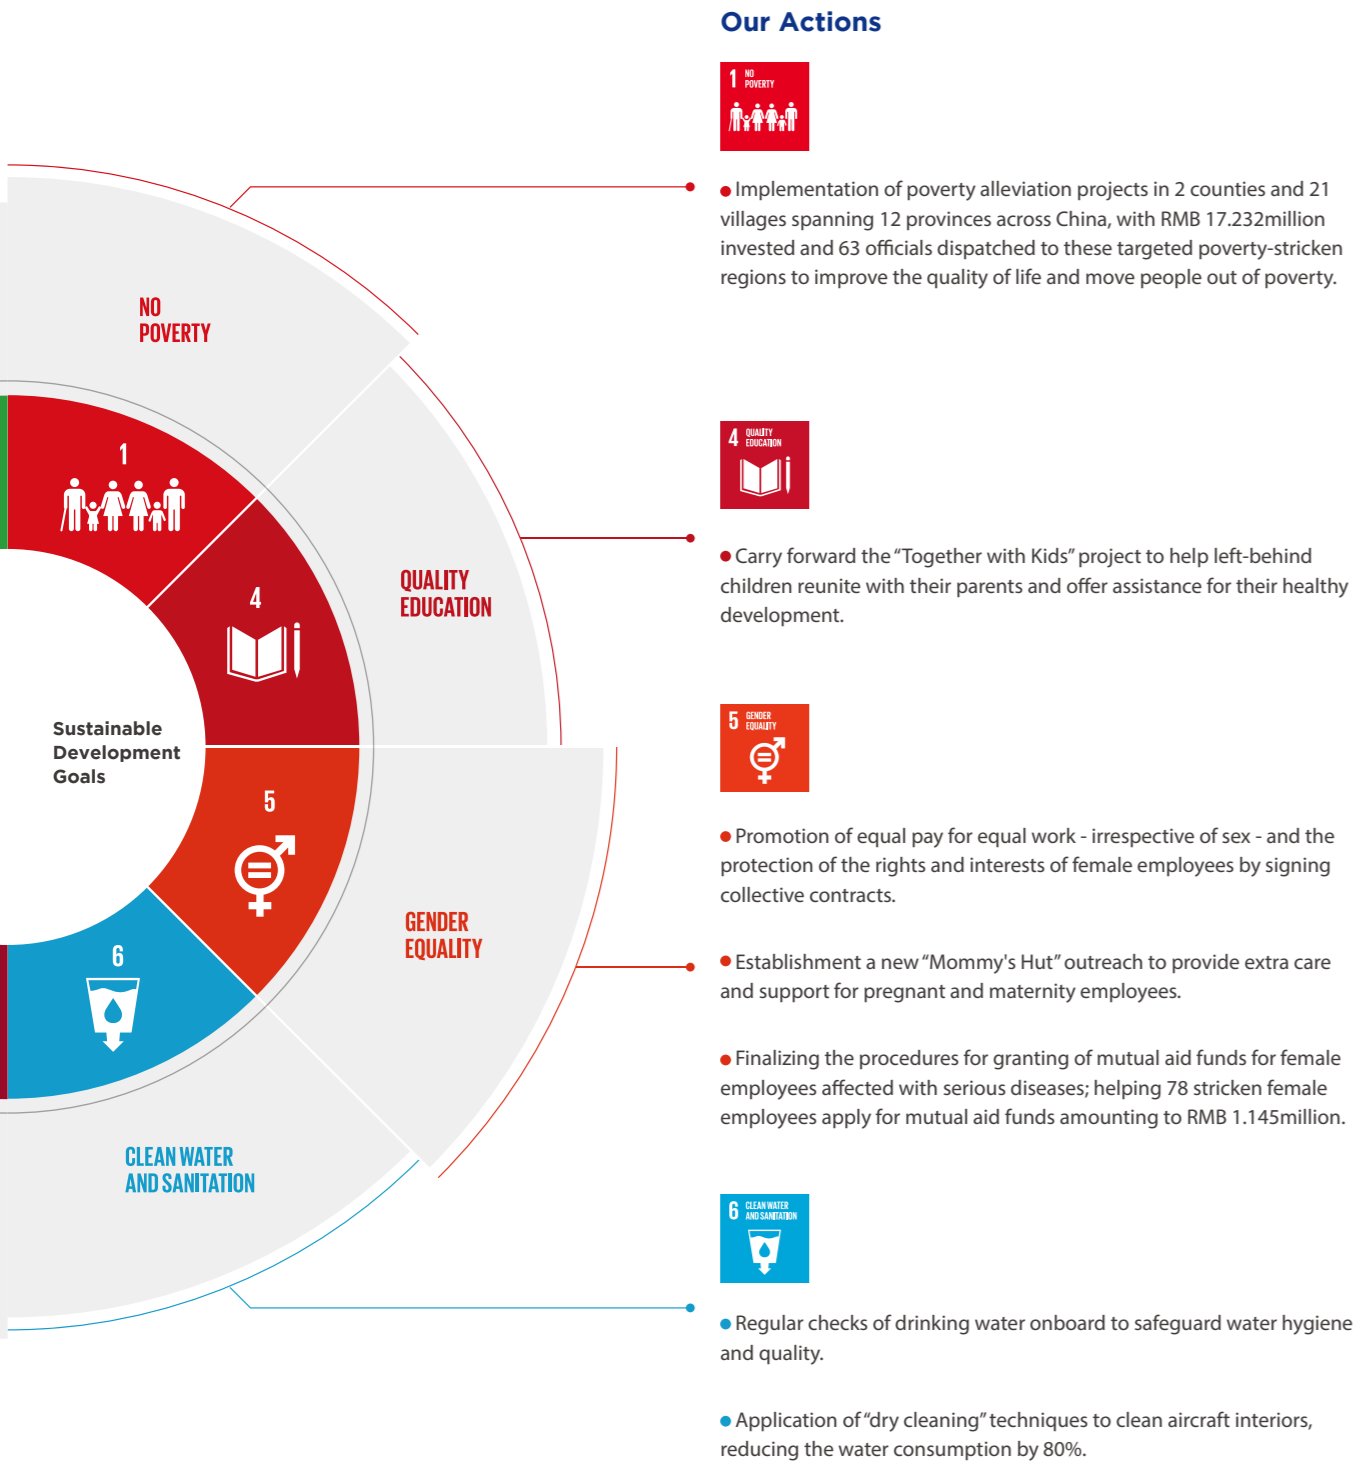 Our Actions
1 NO
POVERTY
● Implementation of poverty alleviation projects in 2 counties and 21
villages spanning 12 provinces across China, with RMB 17.232million
invested and 63 officials dispatched to these targeted poverty-stricken
regions to improve the quality of life and move people out of poverty.
NO
POVERTY
1
4 QUALITY
EDUCATION
● Carry forward the “Together with Kids” project to help left-behind
children reunite with their parents and offer assistance for their healthy
development.
QUALITY
EDUCATION
4
Sustainable
Development
Goals
5 GENDER
EQUALITY
● Promotion of equal pay for equal work - irrespective of sex - and the
protection of the rights and interests of female employees by signing
collective contracts.
● Establishment a new “Mommy's Hut” outreach to provide extra care
and support for pregnant and maternity employees.
● Finalizing the procedures for granting of mutual aid funds for female
employees affected with serious diseases; helping 78 stricken female
employees apply for mutual aid funds amounting to RMB 1.145million.
5
GENDER
EQUALITY
6
CLEAN WATER
AND SANITATION
6 CLEAN WATER
AND SANITATION
● Regular checks of drinking water onboard to safeguard water hygiene
and quality.
● Application of “dry cleaning” techniques to clean aircraft interiors,
reducing the water consumption by 80%.